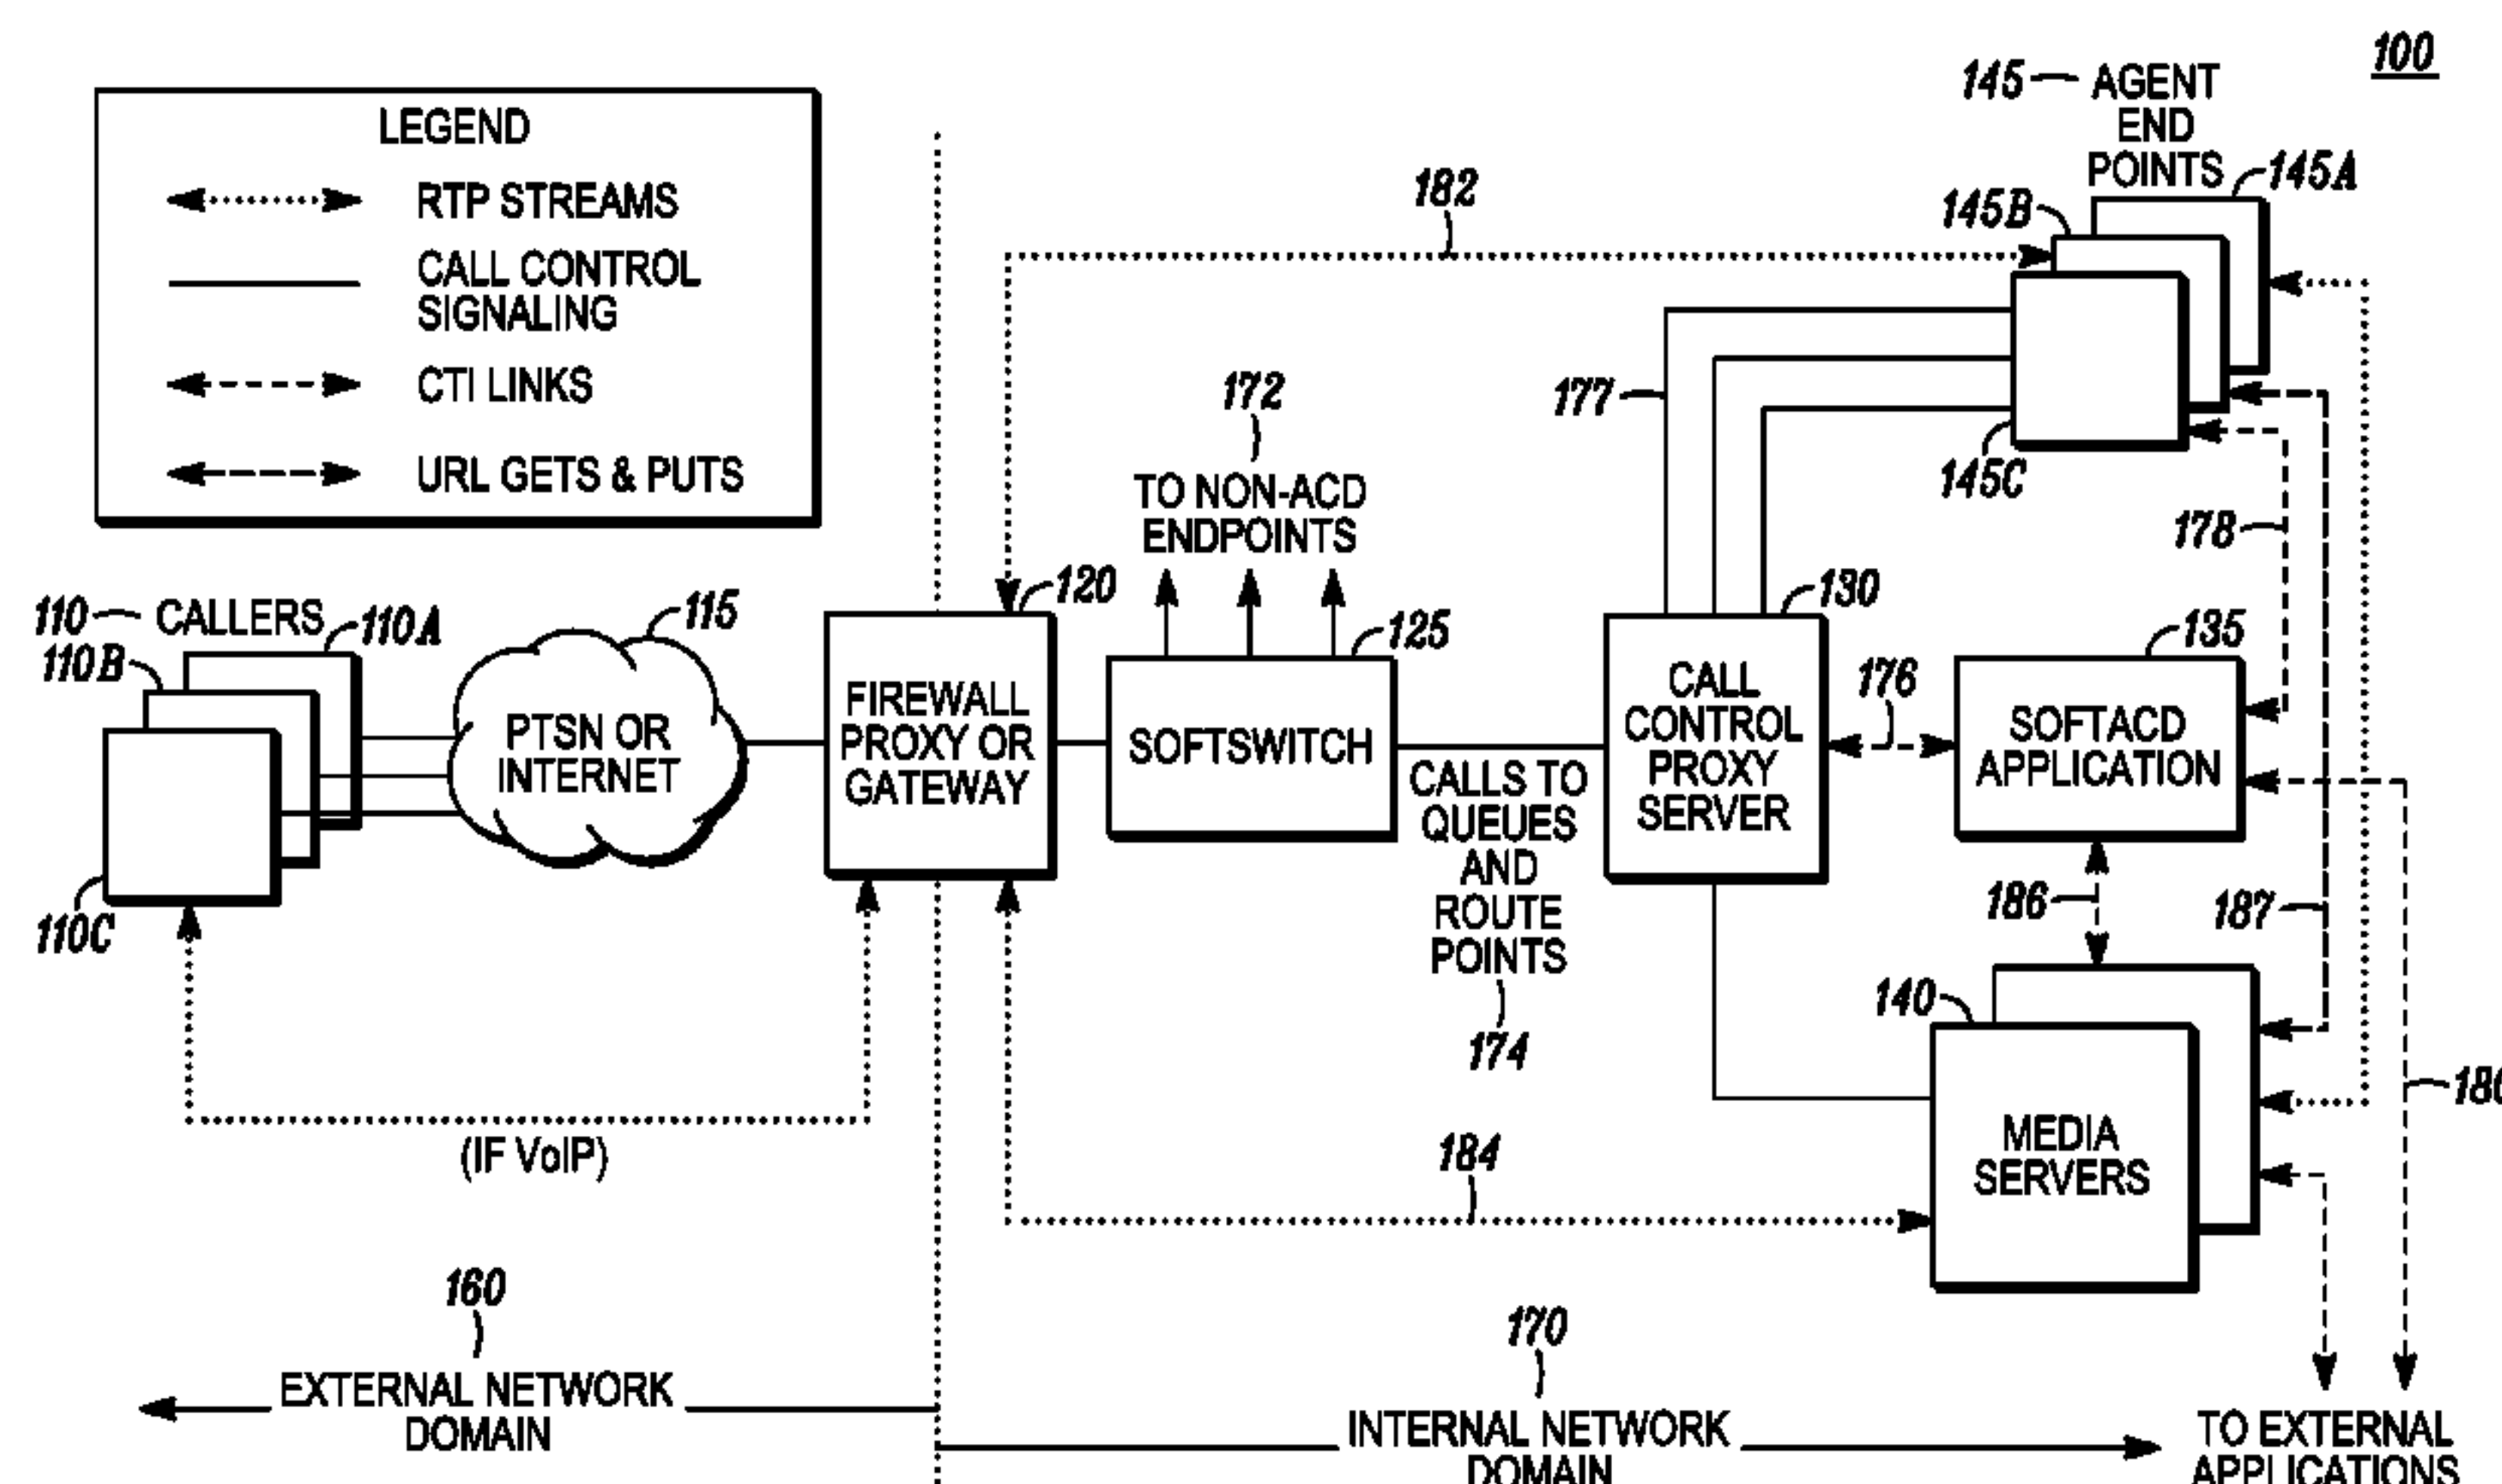 100
LEGEND
RTP STREAMS
CALL CONTROL
SIGNALING
CTI LINKS
URL GETS & PUTS
145
AGENT
END
POINTS
145A
145B
145C
182
177
172
TO NON-ACD
ENDPOINTS
178
110
CALLERS
110A
110B
110C
115
PTSN OR
INTERNET
120
FIREWALL
PROXY OR
GATEWAY
125
SOFTSWITCH
130
CALL
CONTROL
PROXY
SERVER
176
135
SOFTACD
APPLICATION
CALLS TO
QUEUES
AND
ROUTE
POINTS
174
186
187
140
MEDIA
SERVERS
(IF VoIP)
184
160
EXTERNAL NETWORK
DOMAIN
170
INTERNAL NETWORK
DOMAIN
TO EXTERNAL
APPLICATIONS